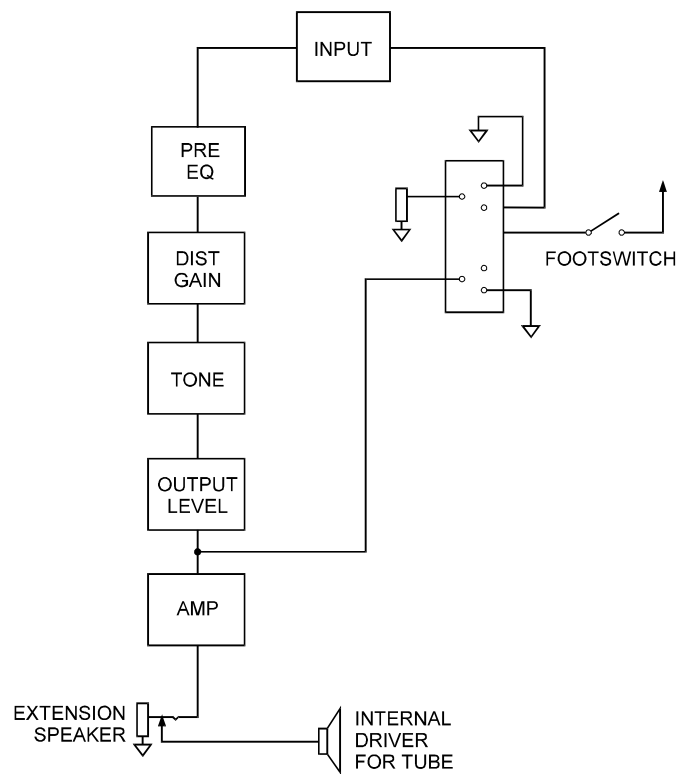 INPUT
PRE
EQ
DIST
GAIN
FOOTSWITCH
TONE
OUTPUT
LEVEL
AMP
EXTENSION
SPEAKER
INTERNAL
DRIVER
FOR TUBE